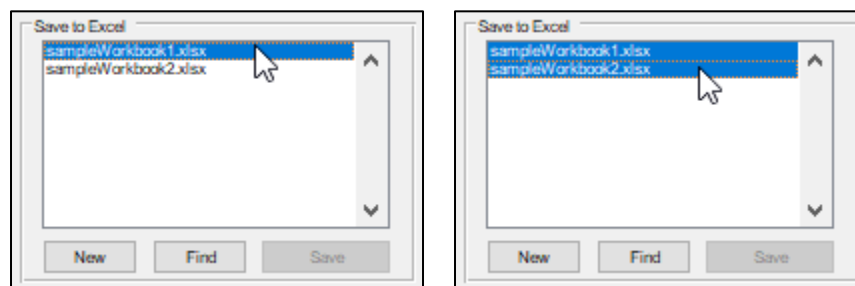 Save to Excel
sampleWorkbook1.xlsx
sampleWorkbook2.xlsx
New Find Save
Save to Excel
sampleWorkbook1.xlsx
sampleWorkbook2.xlsx
New Find Save